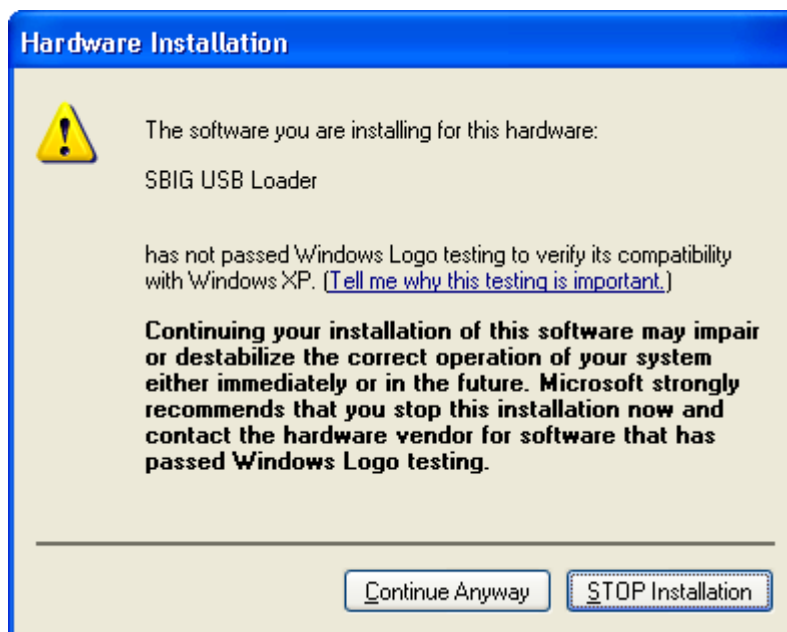 Hardware Installation
The software you are installing for this hardware:
SBIG USB Loader
has not passed Windows Logo testing to verify its compatibility
with Windows XP. (Tell me why this testing is important.)
Continuing your installation of this software may impair
or destabilize the correct operation of your system
either immediately or in the future. Microsoft strongly
recommends that you stop this installation now and
contact the hardware vendor for software that has
passed Windows Logo testing.
Continue Anyway STOP Installation